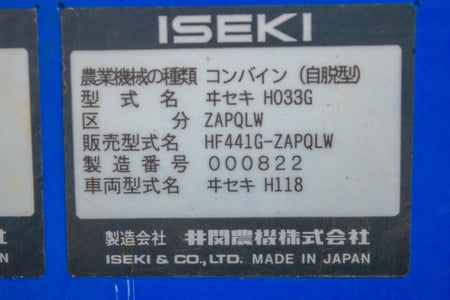 ISEKI
農業機械の種類 コンバイン (自脱型)
型式名 ヰセキ HO33G
区分 ZAPQLW
販売型式名 HF441G-ZAPQLW
製造番号 000822
車両型式名 ヰセキ H118
製造会社 井関農機株式会社
ISEKI & CO., LTD. MADE IN JAPAN
N